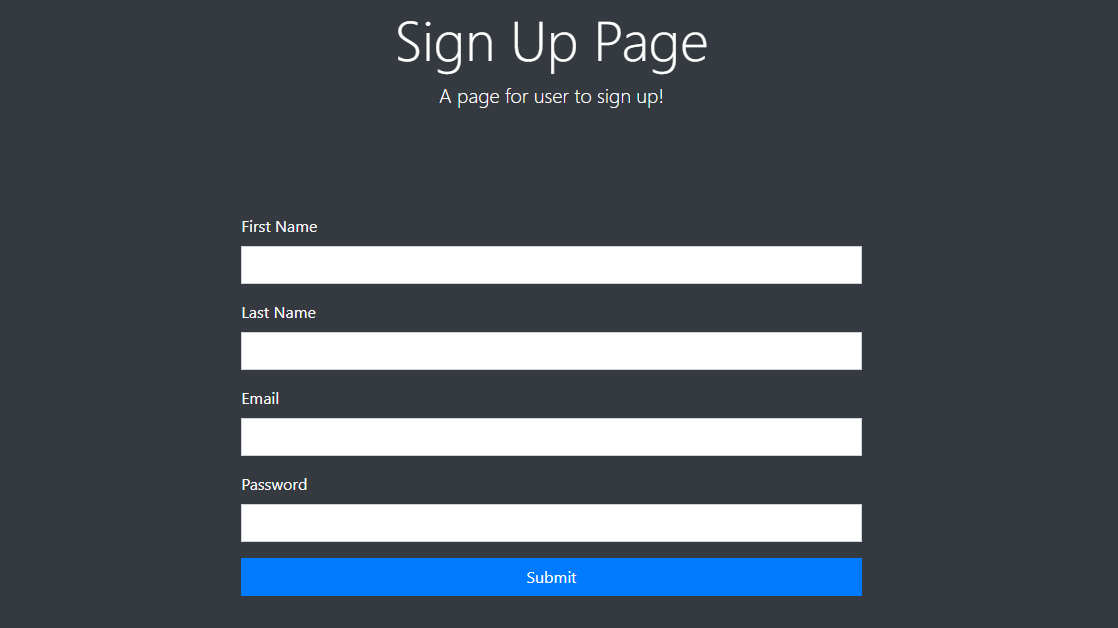 Sign Up Page
A page for user to sign up!
First Name
Last Name
Email
Password
Submit